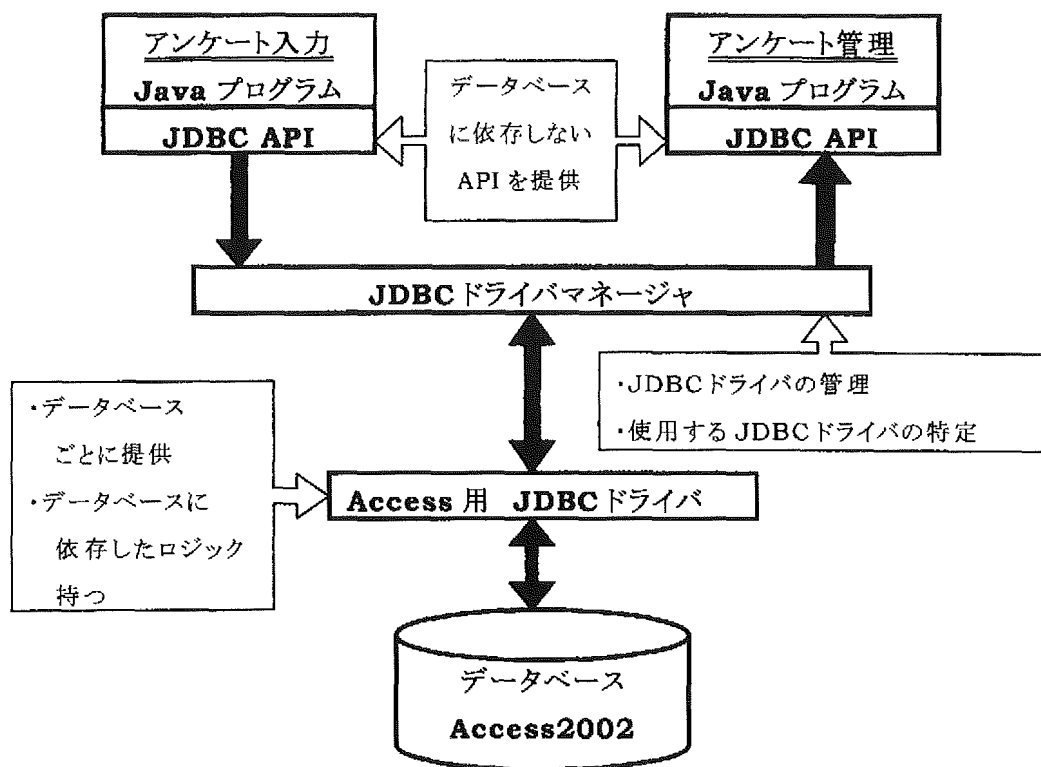 アンケート入力
Java プログラム
JDBC API
データベース
に依存しない
API を提供
アンケート管理
Java プログラム
JDBC API
JDBCドライバマネージャ
・JDBCドライバの管理
・使用する JDBCドライバの特定
・データベース
ごとに提供
・データベースに
依存したロジック
持つ
Access 用 JDBCドライバ
データベース
Access2002